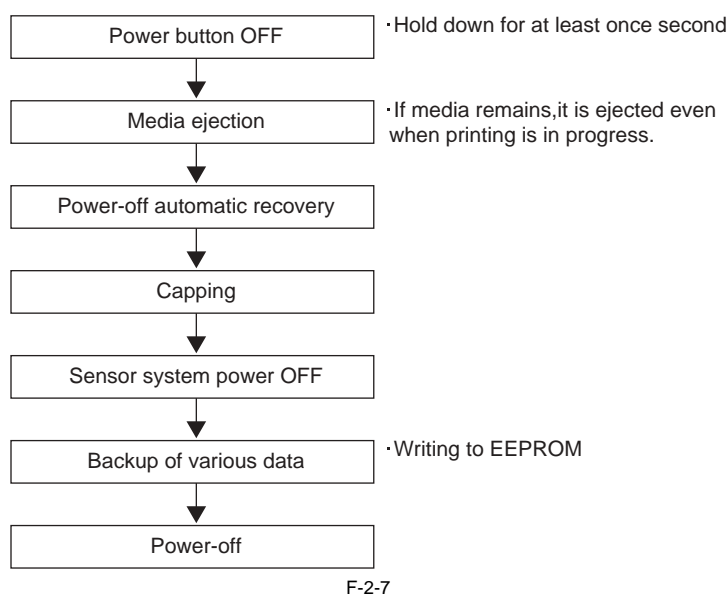 Power button OFF
·Hold down for at least once second
Media ejection
·If media remains,it is ejected even
when printing is in progress.
Power-off automatic recovery
Capping
Sensor system power OFF
Backup of various data
·Writing to EEPROM
Power-off
F-2-7